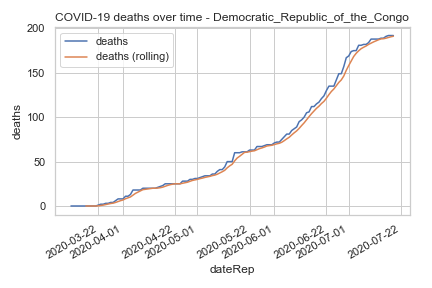 COVID-19 deaths over time - Democratic_Republic_of_the_Congo
200
150
100
50
0
deaths
deaths
deaths (rolling)
2020-03-22
2020-04-01
2020-04-22
2020-05-01
2020-05-22
2020-06-01
2020-06-22
2020-07-01
2020-07-22
dateRep